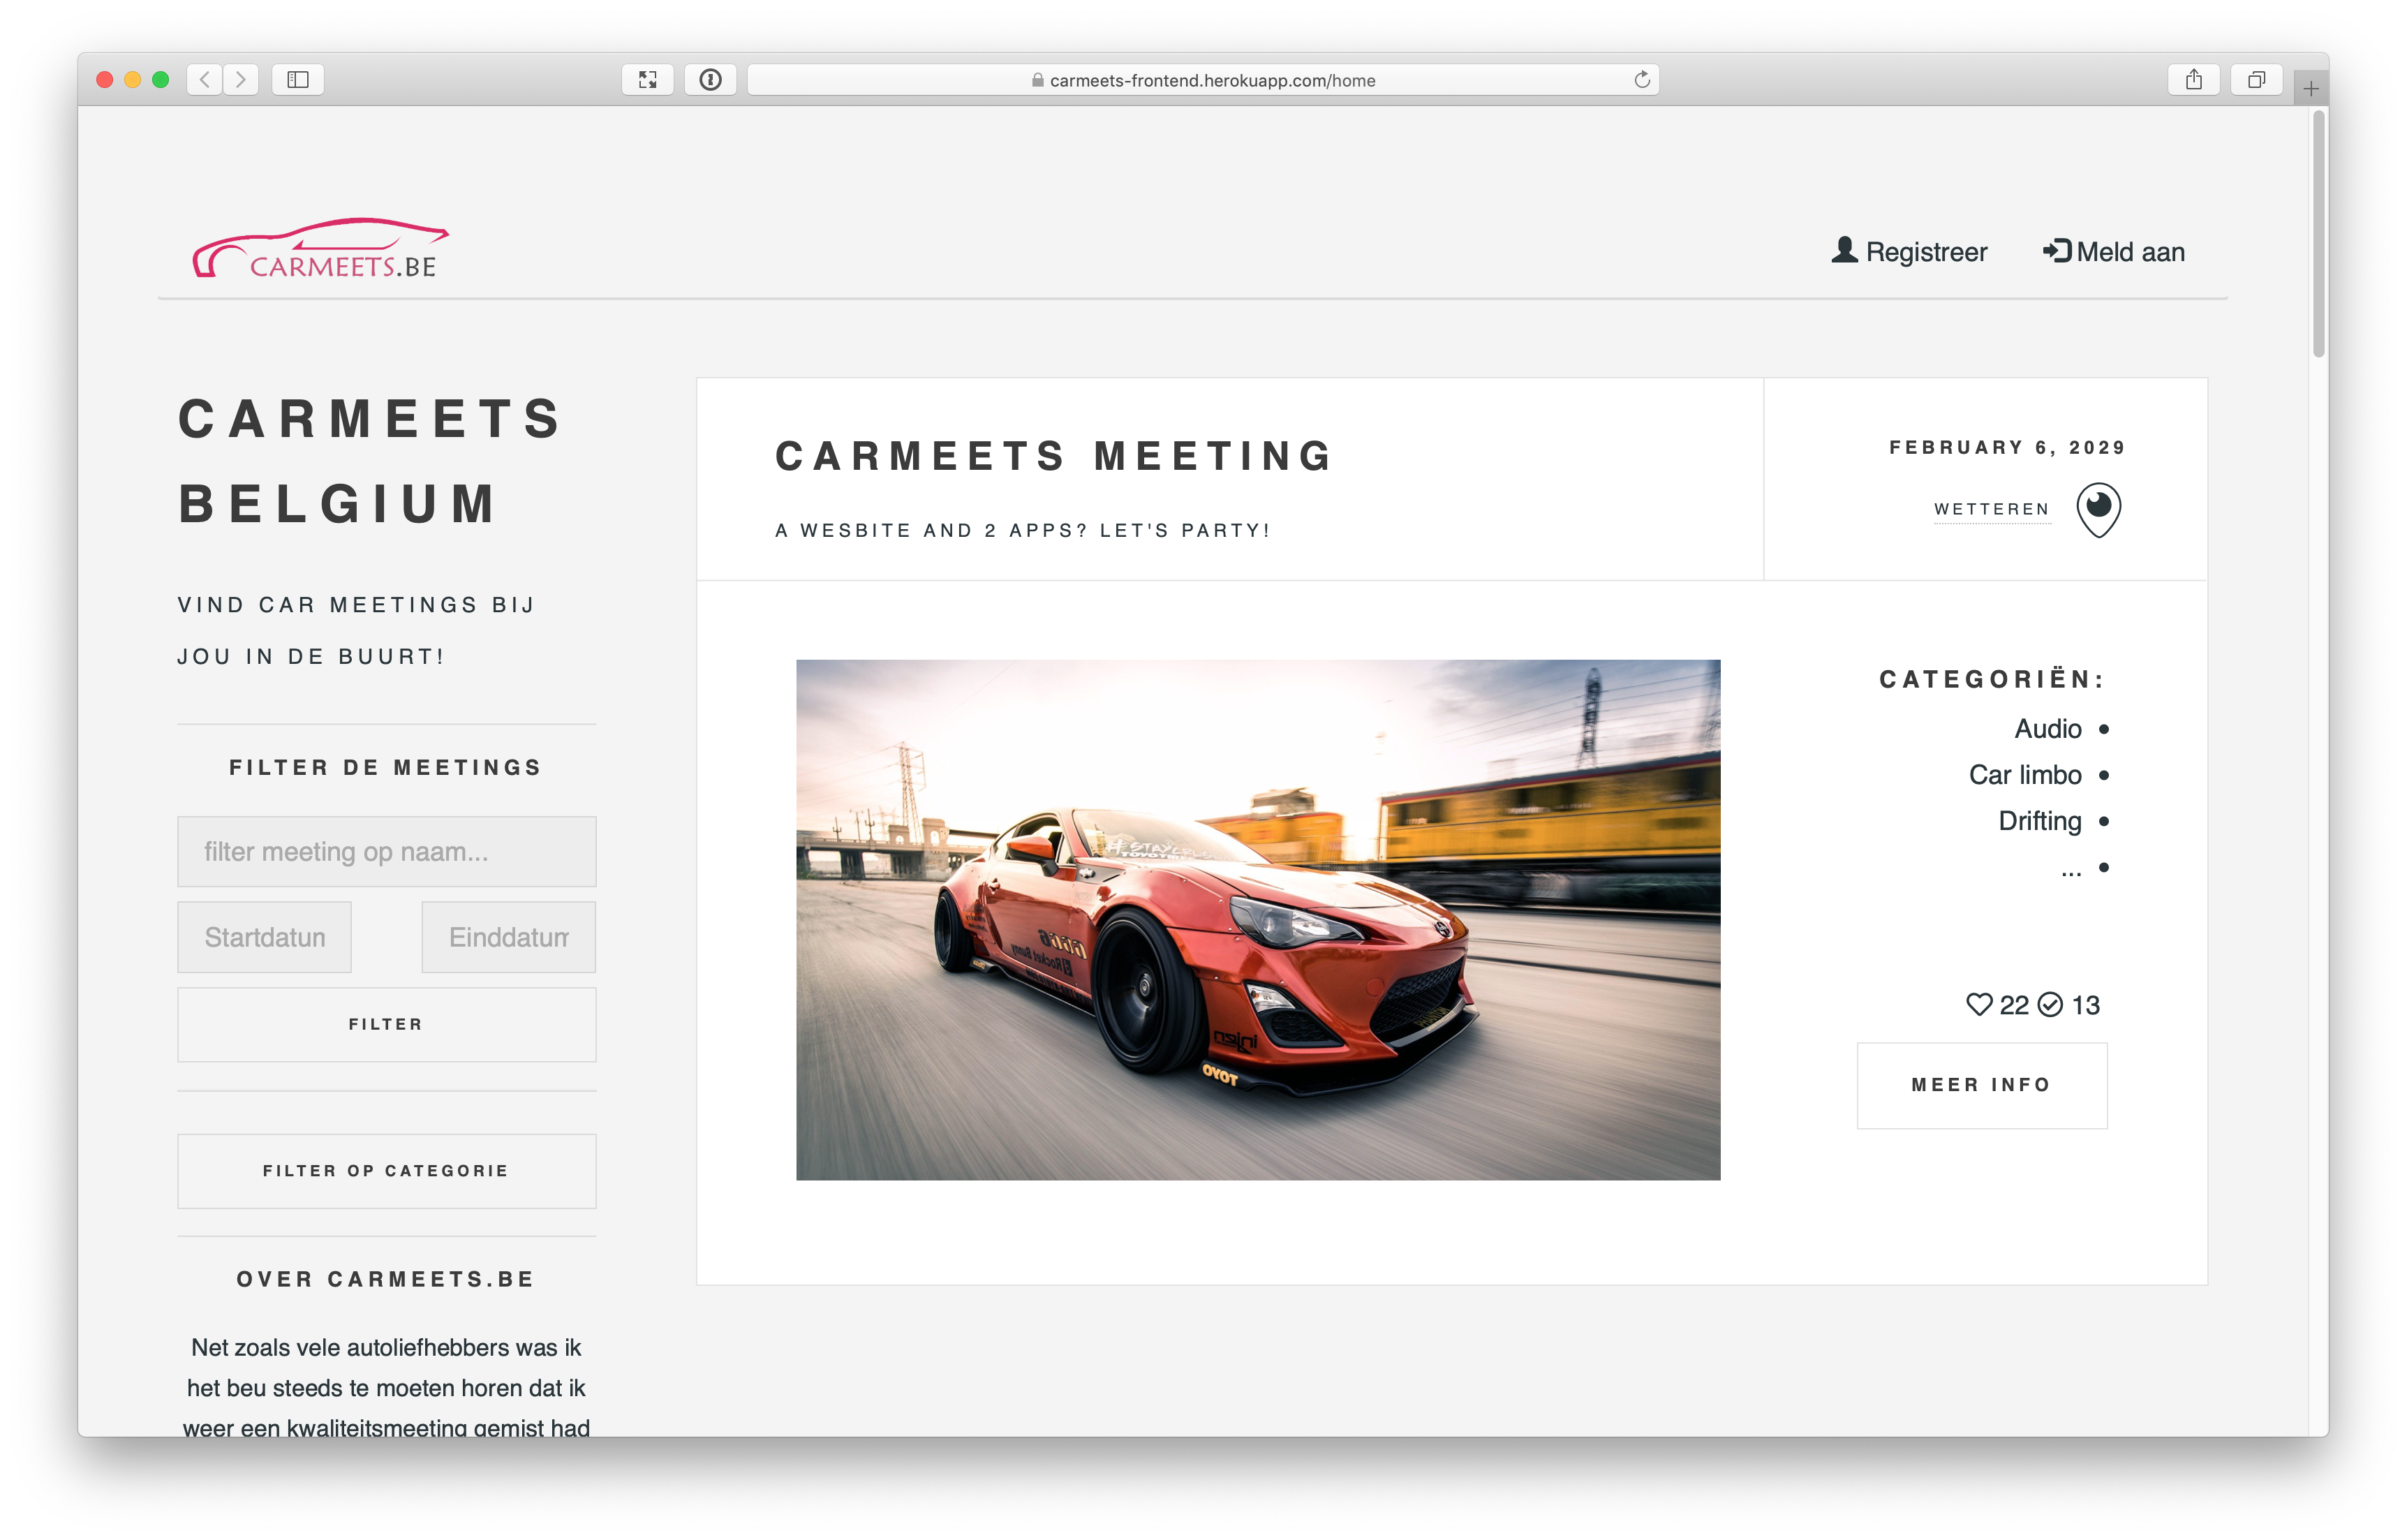 carmeets-frontend.herokuapp.com/home
CARMEETS.BE
Registreer
Meld aan
CARMEETS
BELGIUM
VIND CAR MEETINGS BIJ
JOU IN DE BUURT!
FILTER DE MEETINGS
filter meeting op naam...
Startdatun
Einddatum
FILTER
FILTER OP CATEGORIE
OVER CARMEETS.BE
Net zoals vele autoliefhebbers was ik
het beu steeds te moeten horen dat ik
weer een kwaliteitsmeeting gemist had
CARMEETS MEETING
A WESBITE AND 2 APPS? LET'S PARTY!
FEBRUARY 6, 2029
WETTEREN
CATEGORIËN:
Audio
Car limbo
Drifting
...
22 13
MEER INFO